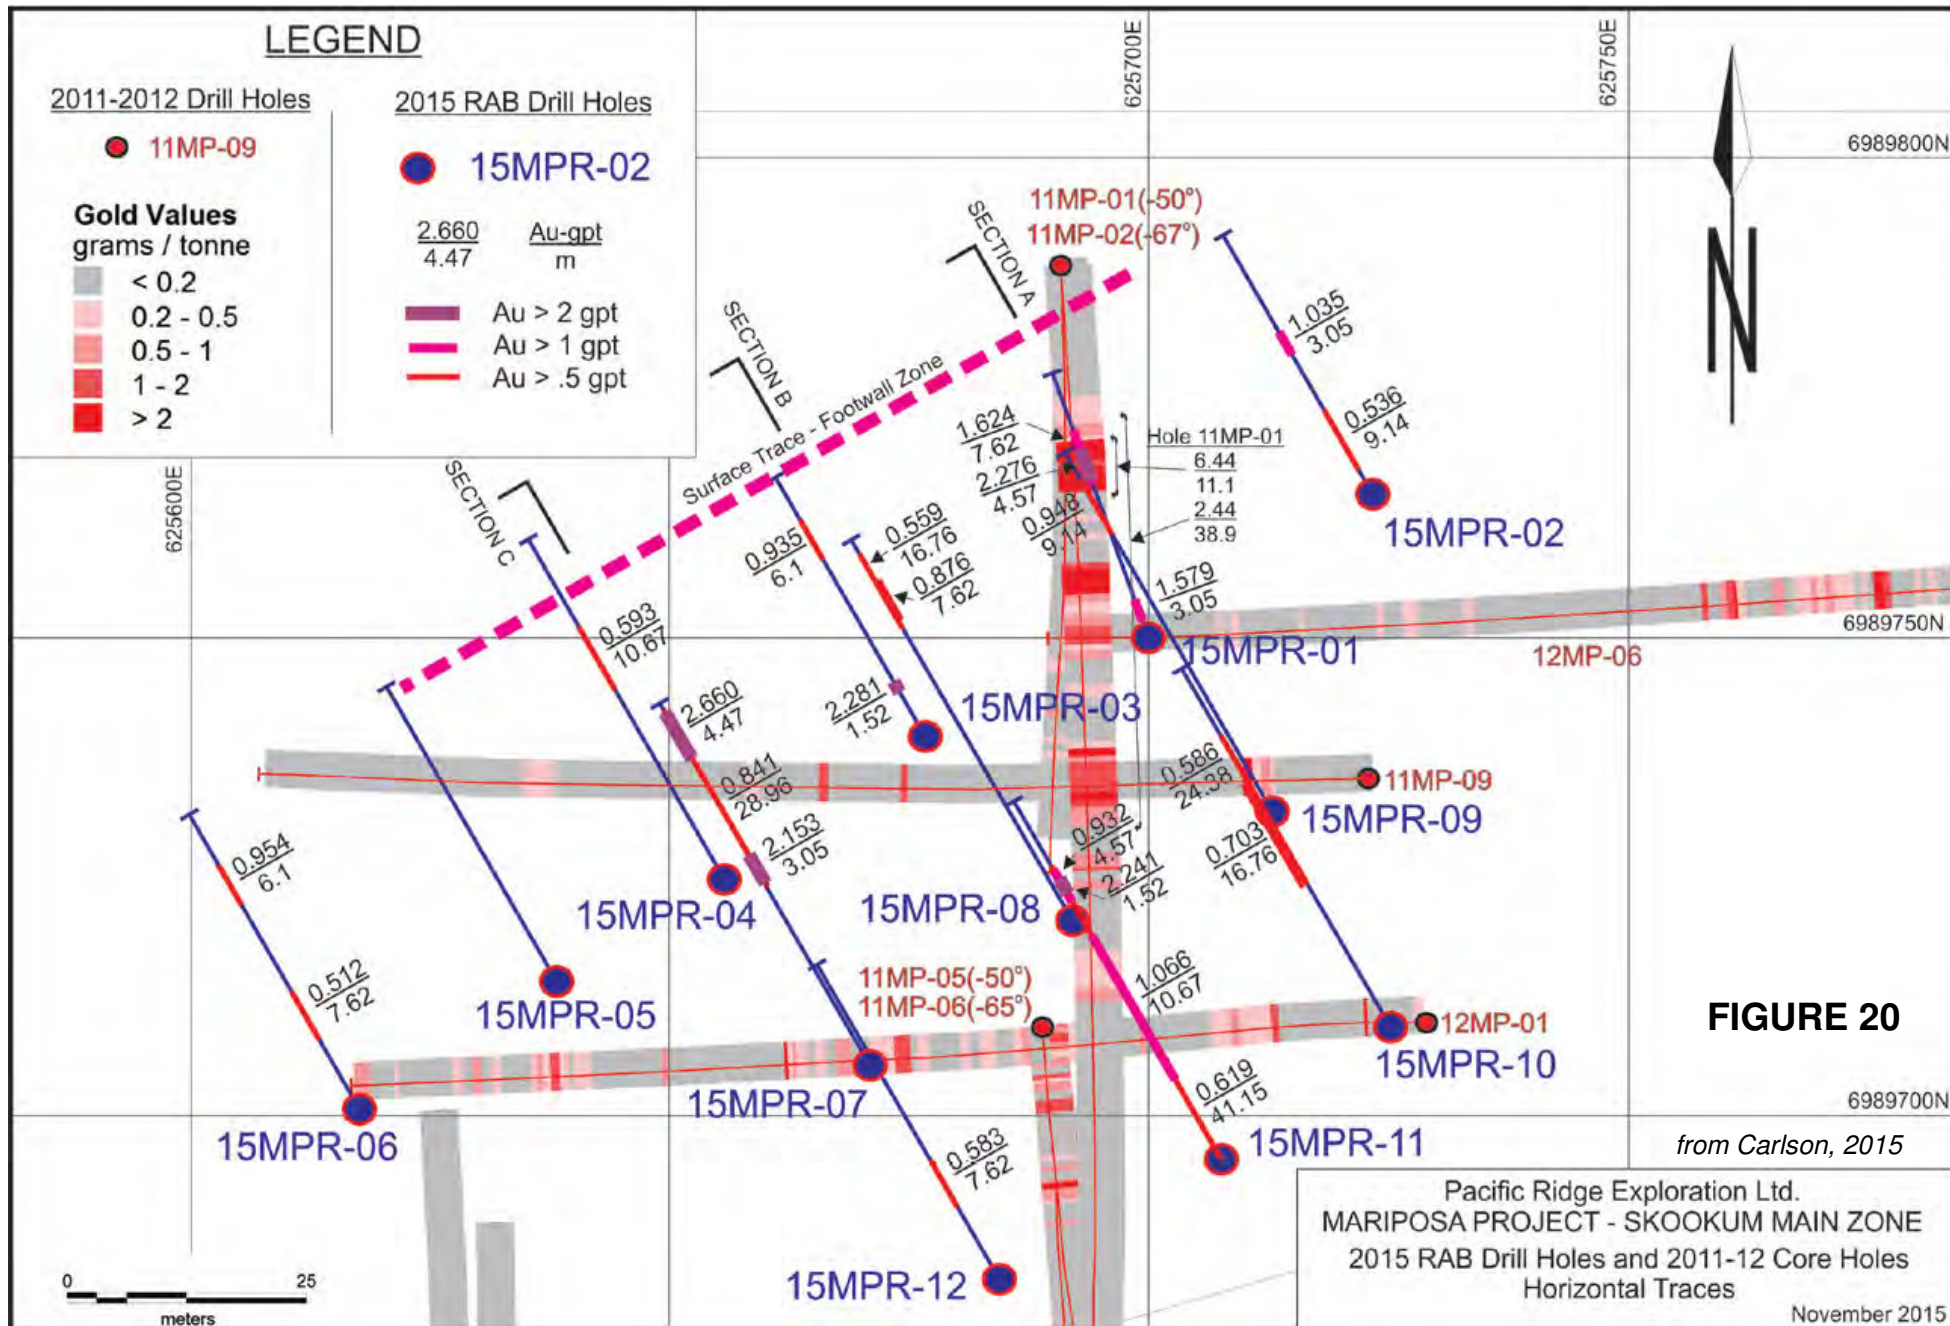 LEGEND
2011-2012 Drill Holes
11MP-09
Gold Values
grams / tonne
< 0.2
0.2 - 0.5
0.5 - 1
1 - 2
> 2
2015 RAB Drill Holes
15MPR-02
2.660
4.47
Au-gpt
m
Au > 2 gpt
Au > 1 gpt
Au > .5 gpt
625600E
625700E
625750E
6989800N
6989750N
6989700N
N
SECTION A
SECTION B
SECTION C
Surface Trace - Footwall Zone
11MP-01(-50°)
11MP-02(-67°)
1.035
3.05
0.536
9.14
15MPR-02
1.624
7.62
2.276
4.57
0.948
9.14
Hole 11MP-01
6.44
11.1
2.44
38.9
1.579
3.05
15MPR-01
12MP-06
0.935
6.1
0.559
16.76
0.876
7.62
2.281
1.52
15MPR-03
0.593
10.67
2.660
4.47
0.841
28.96
2.153
3.05
15MPR-04
0.586
24.38
11MP-09
15MPR-09
0.703
16.76
0.932
4.57
2.241
1.52
15MPR-08
0.954
6.1
0.512
7.62
15MPR-05
11MP-05(-50°)
11MP-06(-65°)
1.066
10.67
12MP-01
15MPR-10
15MPR-07
0.619
41.15
15MPR-06
0.583
7.62
15MPR-11
15MPR-12
FIGURE 20
from Carlson, 2015
0 25
meters
Pacific Ridge Exploration Ltd.
MARIPOSA PROJECT - SKOOKUM MAIN ZONE
2015 RAB Drill Holes and 2011-12 Core Holes
Horizontal Traces
November 2015